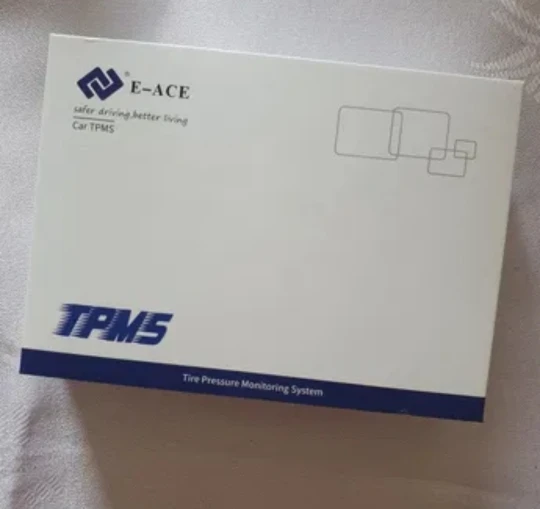 ® E-ACE
safer driving,better living
Car TPMS
TPMS
Tire Pressure Monitoring System